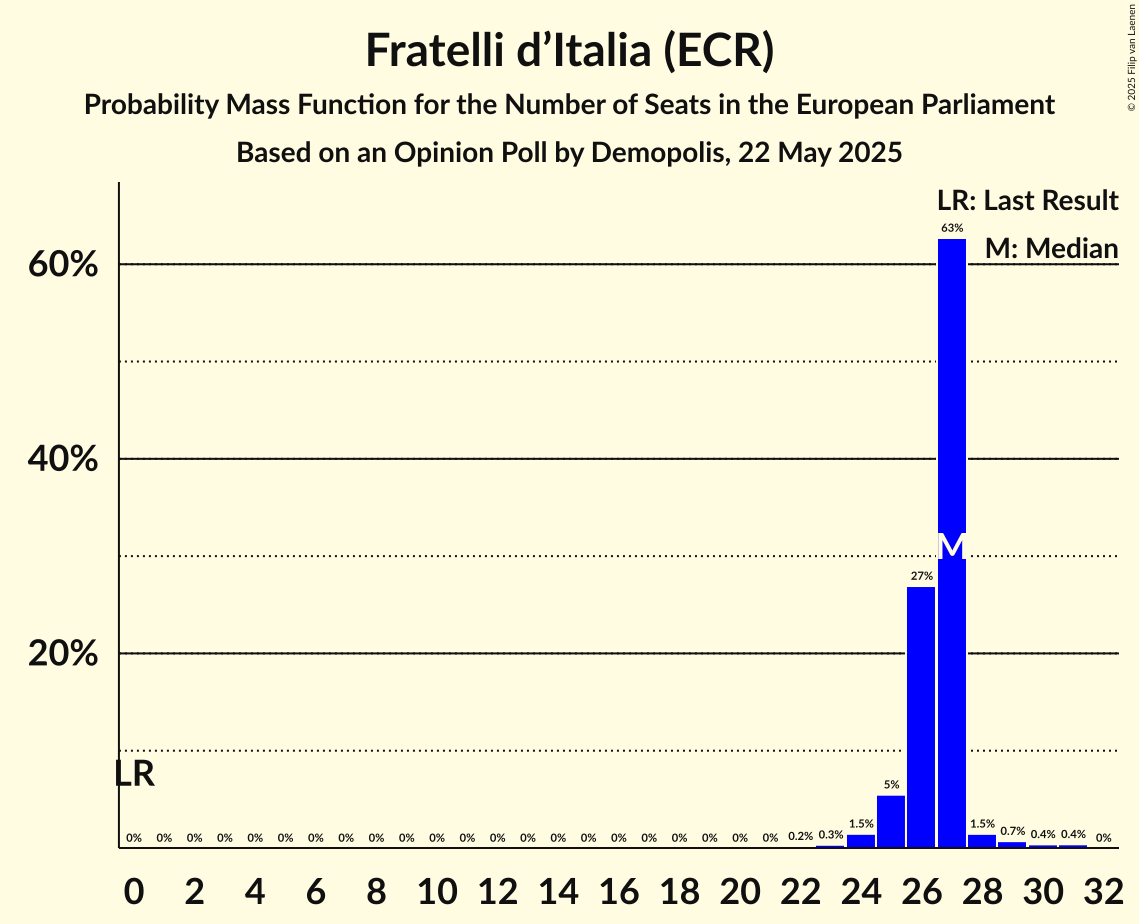 Fratelli d’Italia (ECR)
Probability Mass Function for the Number of Seats in the European Parliament
Based on an Opinion Poll by Demopolis, 22 May 2025
© 2025 Filip van Laenen
LR: Last Result
M: Median
60%
40%
20%
63%
M
27%
LR
5%
0% 0% 0% 0% 0% 0% 0% 0% 0% 0% 0% 0% 0% 0% 0% 0% 0% 0% 0% 0% 0% 0% 0.2% 0.3% 1.5% 1.5% 0.7% 0.4% 0.4% 0%
0 2 4 6 8 10 12 14 16 18 20 22 24 26 28 30 32